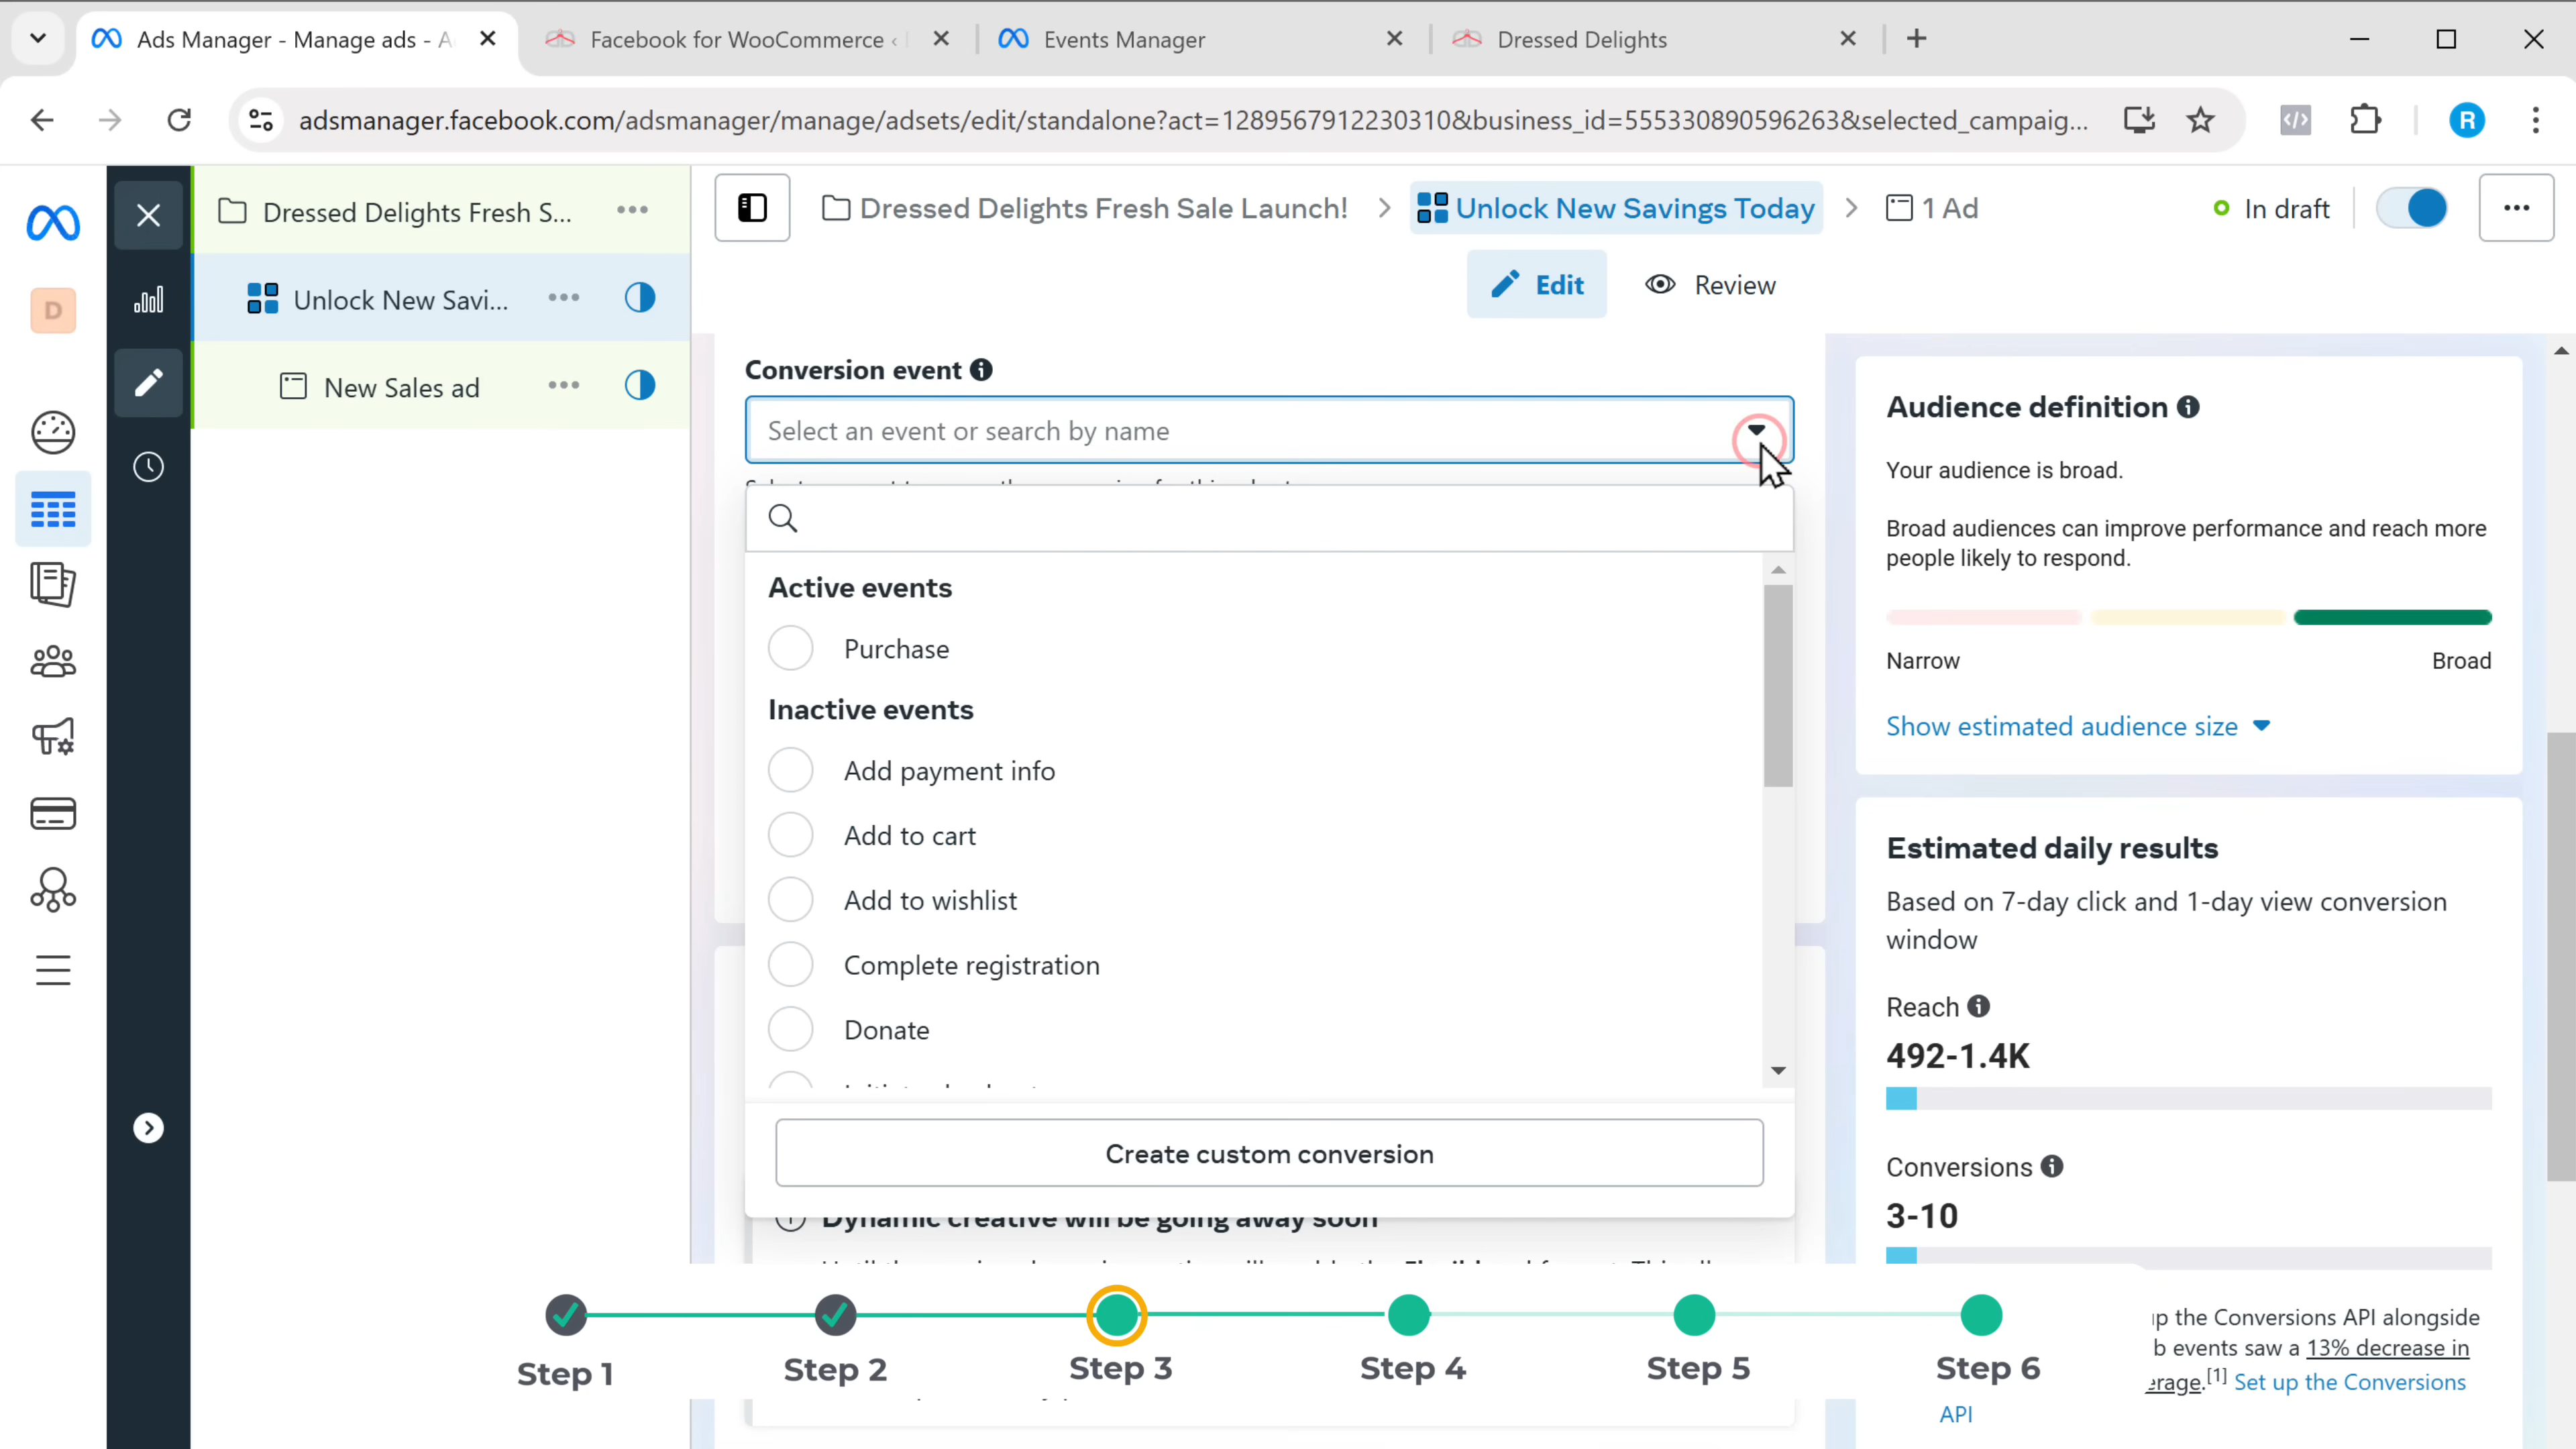 Ads Manager - Manage ads - A
Facebook for WooCommerce ‹
Events Manager
Dressed Delights
adsmanager.facebook.com/adsmanager/manage/adsets/edit/standalone?act=1289567912230310&business_id=555330890596263&selected_campaig...
R
D
Dressed Delights Fresh S...
Unlock New Savi...
New Sales ad
Dressed Delights Fresh Sale Launch!
Unlock New Savings Today
1 Ad
In draft
Edit
Review
Conversion event
Select an event or search by name
Active events
Purchase
Inactive events
Add payment info
Add to cart
Add to wishlist
Complete registration
Donate
Create custom conversion
Dynamic creative will be going away soon
Audience definition
Your audience is broad.
Broad audiences can improve performance and reach more
people likely to respond.
Narrow
Broad
Show estimated audience size
Estimated daily results
Based on 7-day click and 1-day view conversion
window
Reach
492-1.4K
Conversions
3-10
p the Conversions API alongside
b events saw a 13% decrease in
erage.[1] Set up the Conversions
API
Step 1
Step 2
Step 3
Step 4
Step 5
Step 6